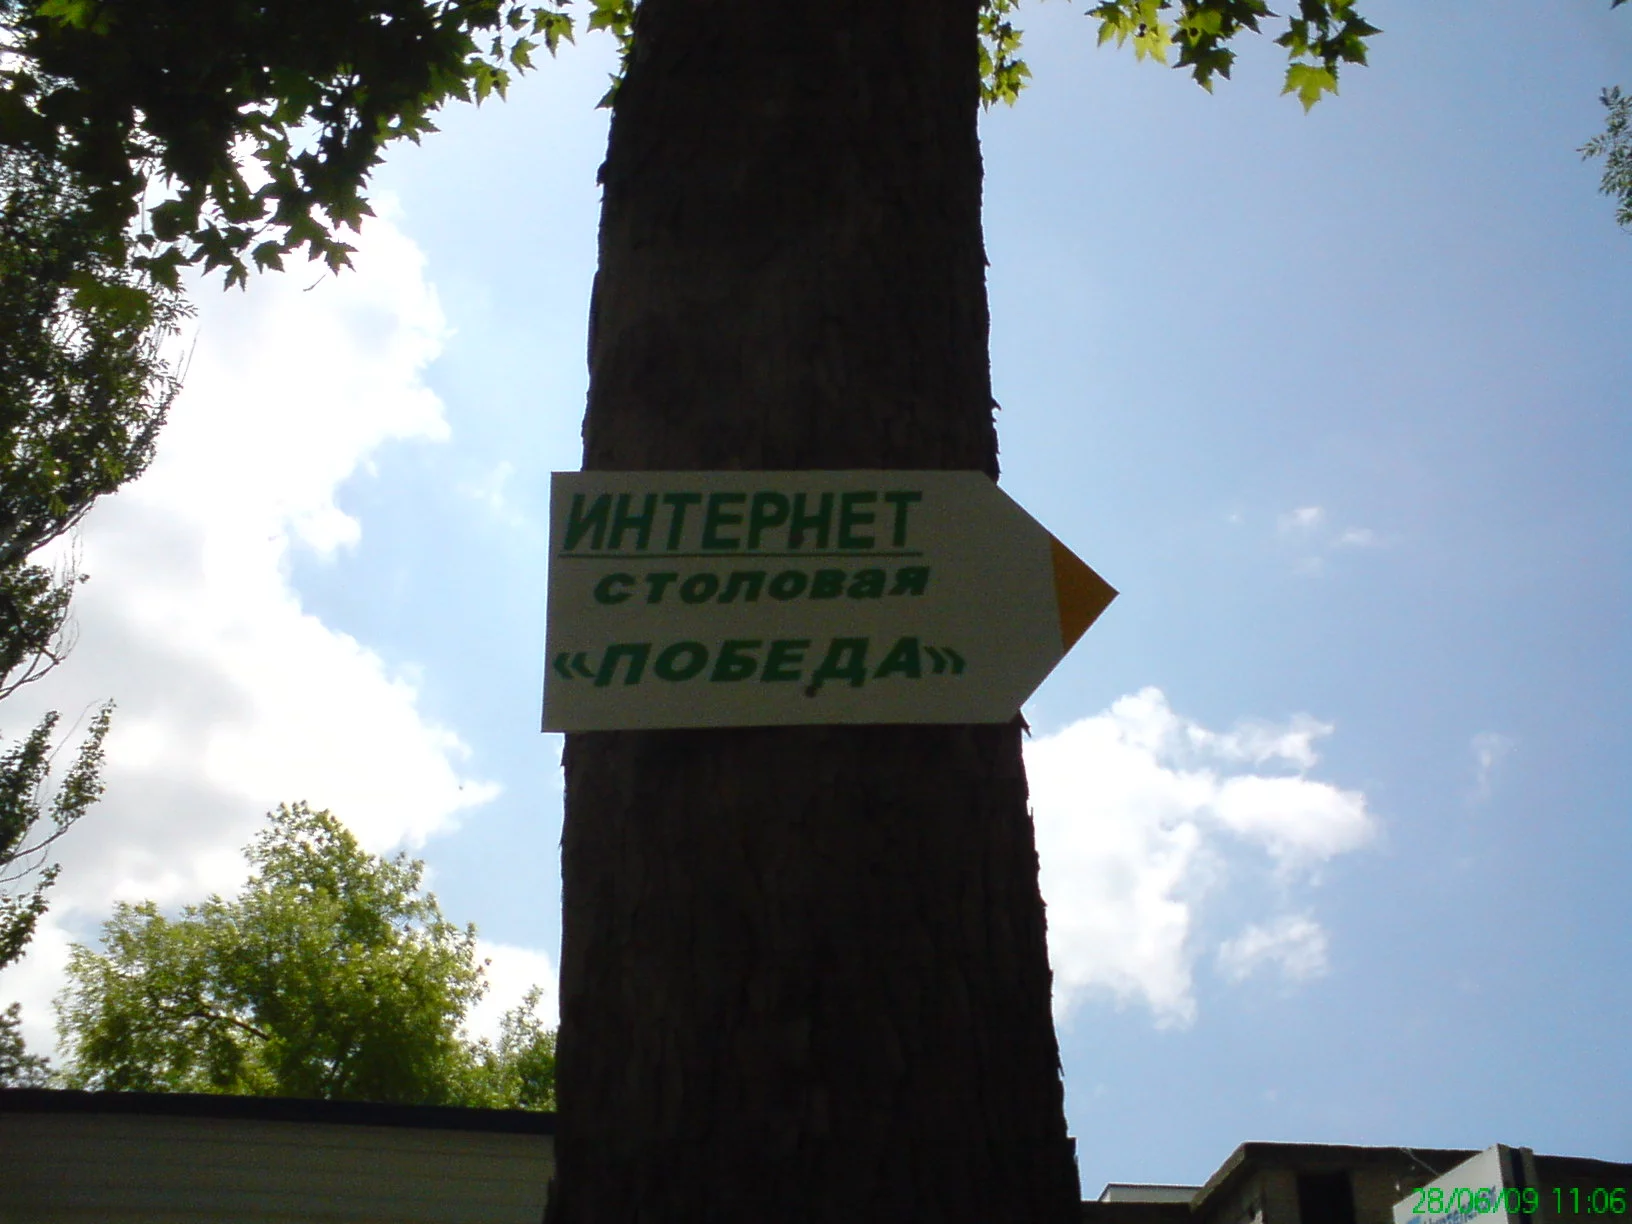 ИНТЕРНЕТ
столовая
«ПОБЕДА»
28/06/09 11:06